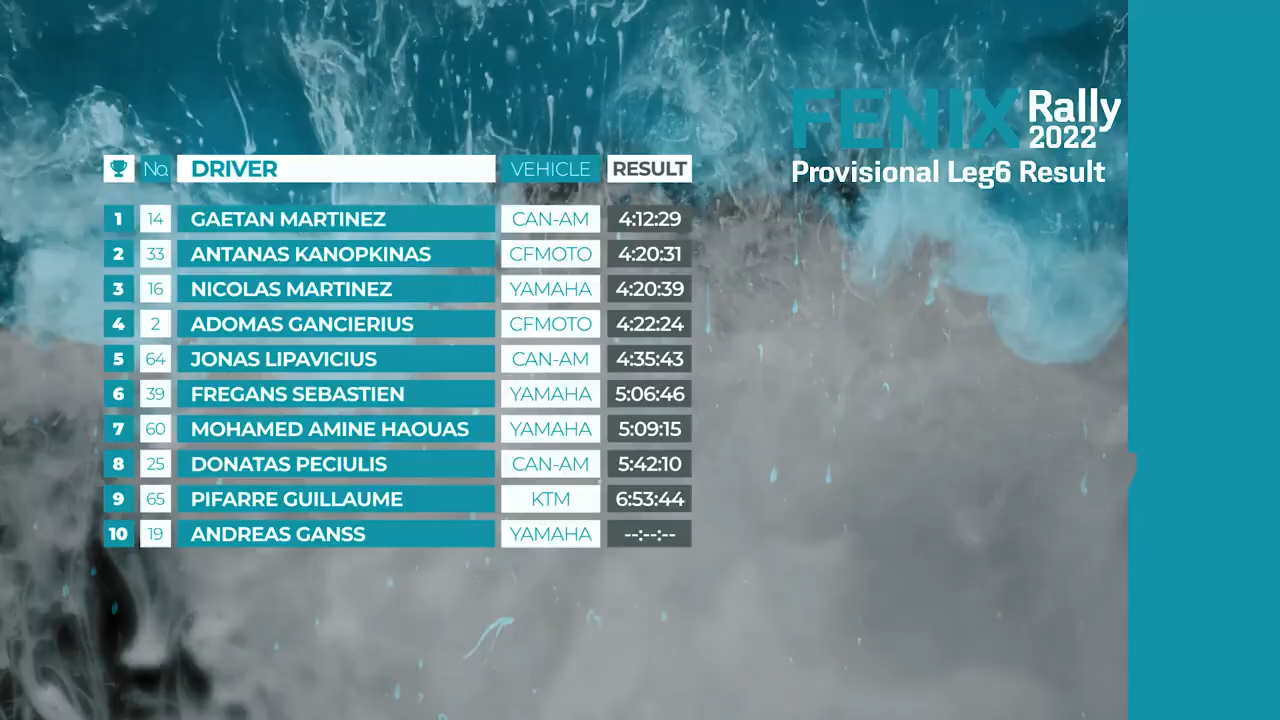 FENIX Rally
2022
Provisional Leg6 Result
No. DRIVER VEHICLE RESULT
1 14 GAETAN MARTINEZ CAN-AM 4:12:29
2 33 ANTANAS KANOPKINAS CFMOTO 4:20:31
3 16 NICOLAS MARTINEZ YAMAHA 4:20:39
4 2 ADOMAS GANCIERIUS CFMOTO 4:22:24
5 64 JONAS LIPAVICIUS CAN-AM 4:35:43
6 39 FREGANS SEBASTIEN YAMAHA 5:06:46
7 60 MOHAMED AMINE HAOUAS YAMAHA 5:09:15
8 25 DONATAS PECIULIS CAN-AM 5:42:10
9 65 PIFARRE GUILLAUME KTM 6:53:44
10 19 ANDREAS GANSS YAMAHA --:--:--